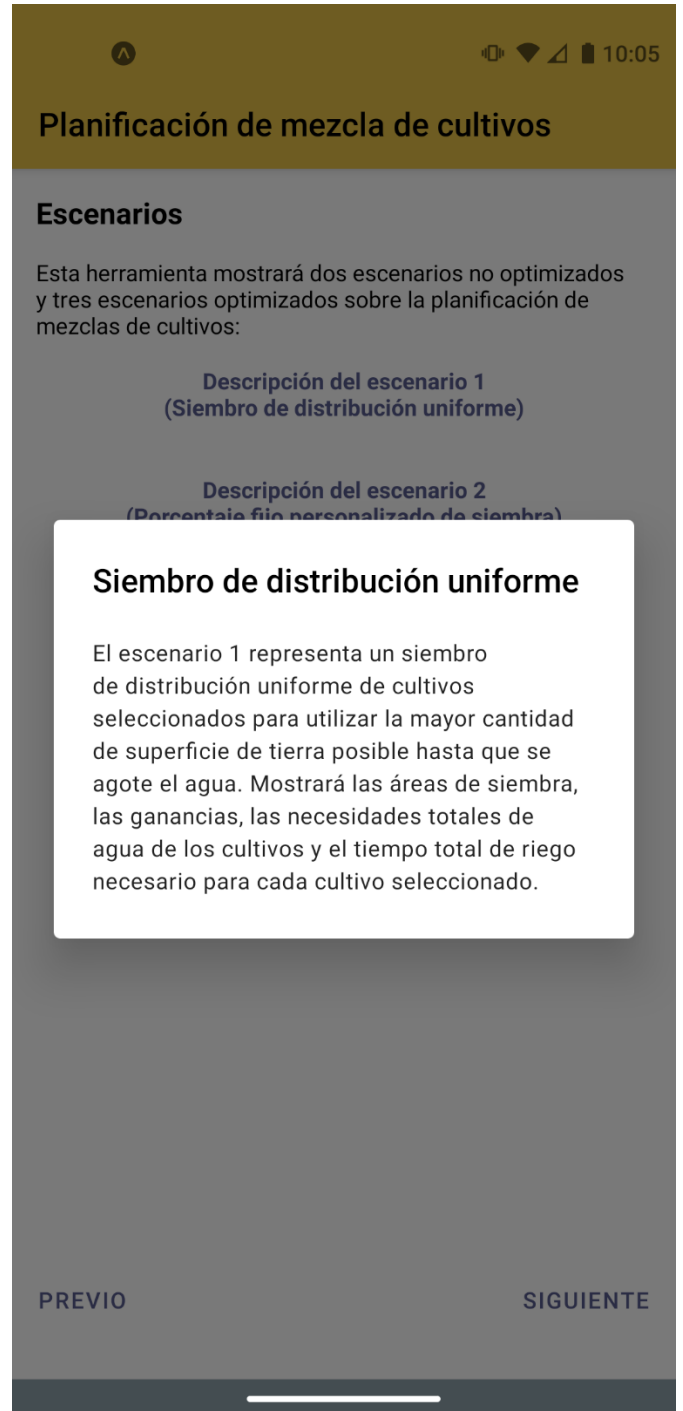 10:05
Planificación de mezcla de cultivos
Escenarios
Esta herramienta mostrará dos escenarios no optimizados
y tres escenarios optimizados sobre la planificación de
mezclas de cultivos:
Descripción del escenario 1
(Siembro de distribución uniforme)
Descripción del escenario 2
(Porcentaje fijo personalizado de siembra)
Siembro de distribución uniforme
El escenario 1 representa un siembro
de distribución uniforme de cultivos
seleccionados para utilizar la mayor cantidad
de superficie de tierra posible hasta que se
agote el agua. Mostrará las áreas de siembra,
las ganancias, las necesidades totales de
agua de los cultivos y el tiempo total de riego
necesario para cada cultivo seleccionado.
PREVIO
SIGUIENTE